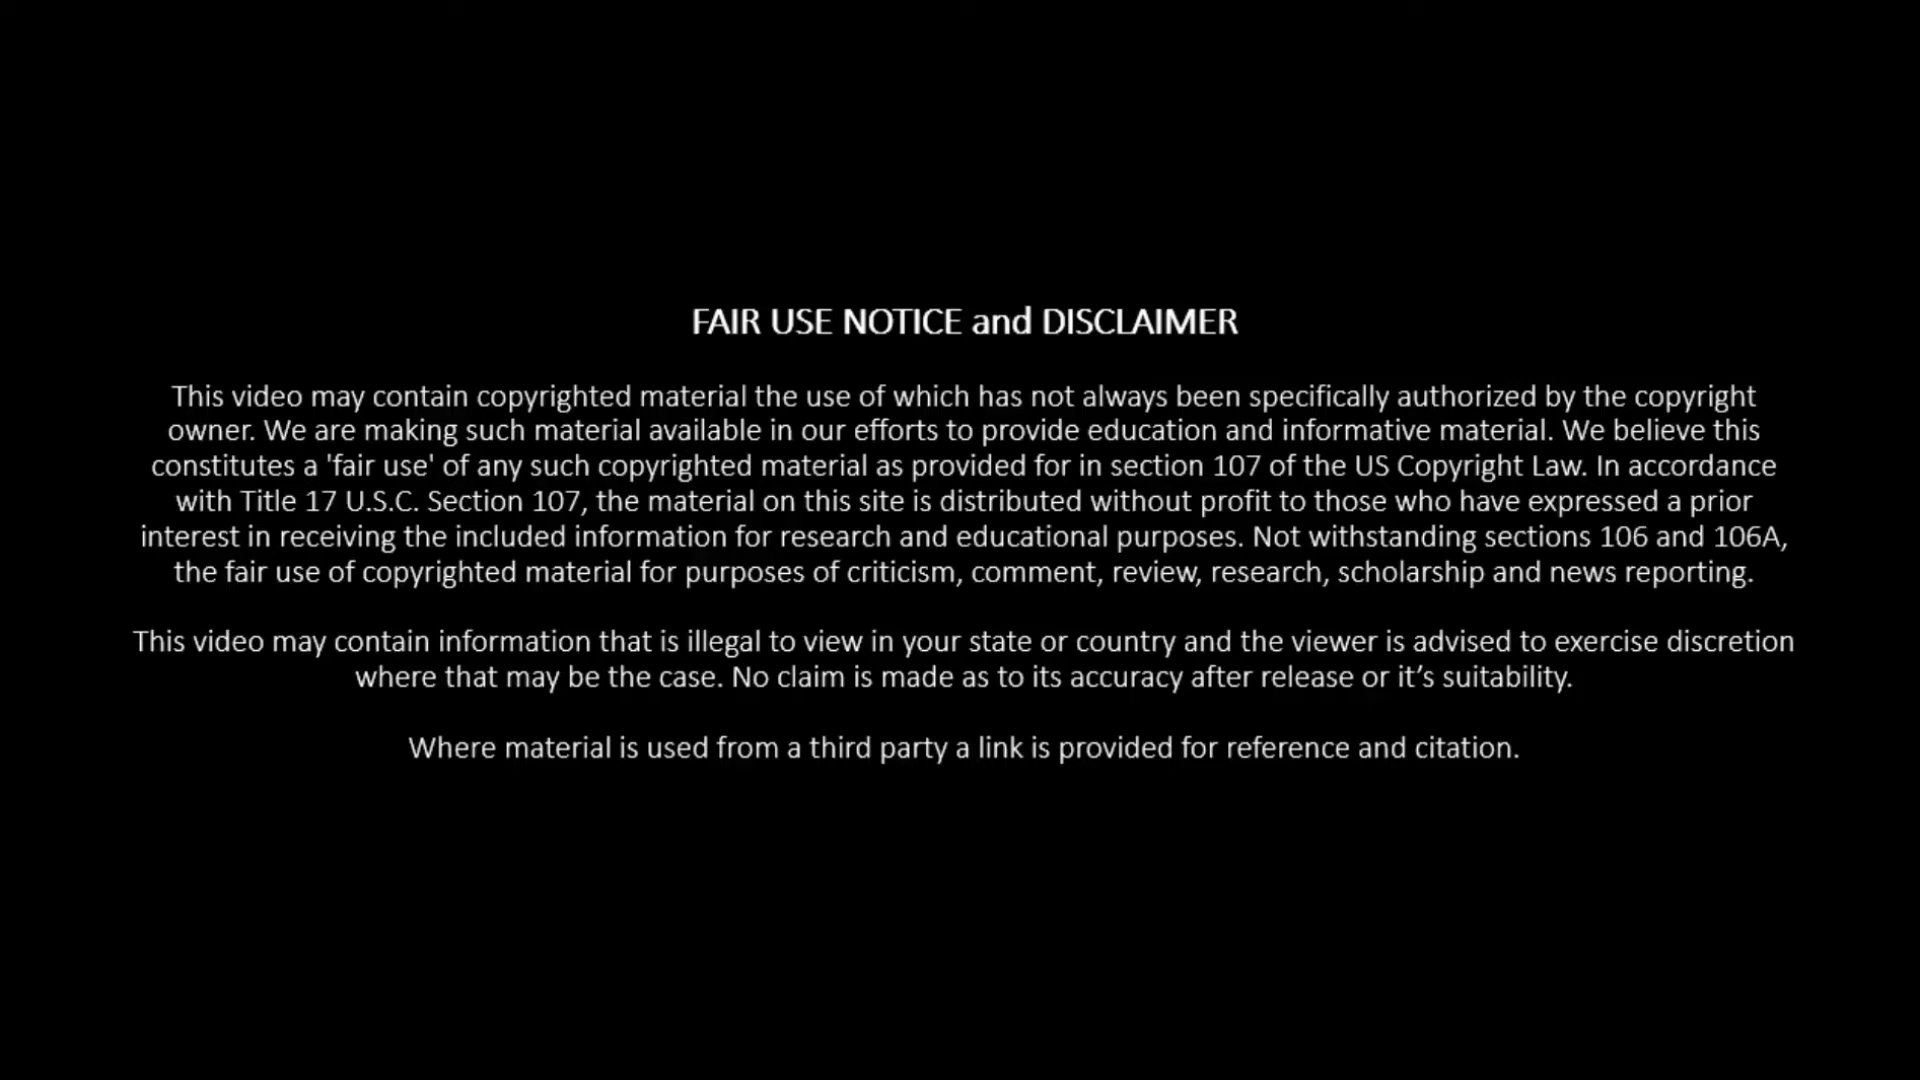 FAIR USE NOTICE and DISCLAIMER
This video may contain copyrighted material the use of which has not always been specifically authorized by the copyright
owner. We are making such material available in our efforts to provide education and informative material. We believe this
constitutes a 'fair use' of any such copyrighted material as provided for in section 107 of the US Copyright Law. In accordance
with Title 17 U.S.C. Section 107, the material on this site is distributed without profit to those who have expressed a prior
interest in receiving the included information for research and educational purposes. Not withstanding sections 106 and 106A,
the fair use of copyrighted material for purposes of criticism, comment, review, research, scholarship and news reporting.
This video may contain information that is illegal to view in your state or country and the viewer is advised to exercise discretion
where that may be the case. No claim is made as to its accuracy after release or it’s suitability.
Where material is used from a third party a link is provided for reference and citation.